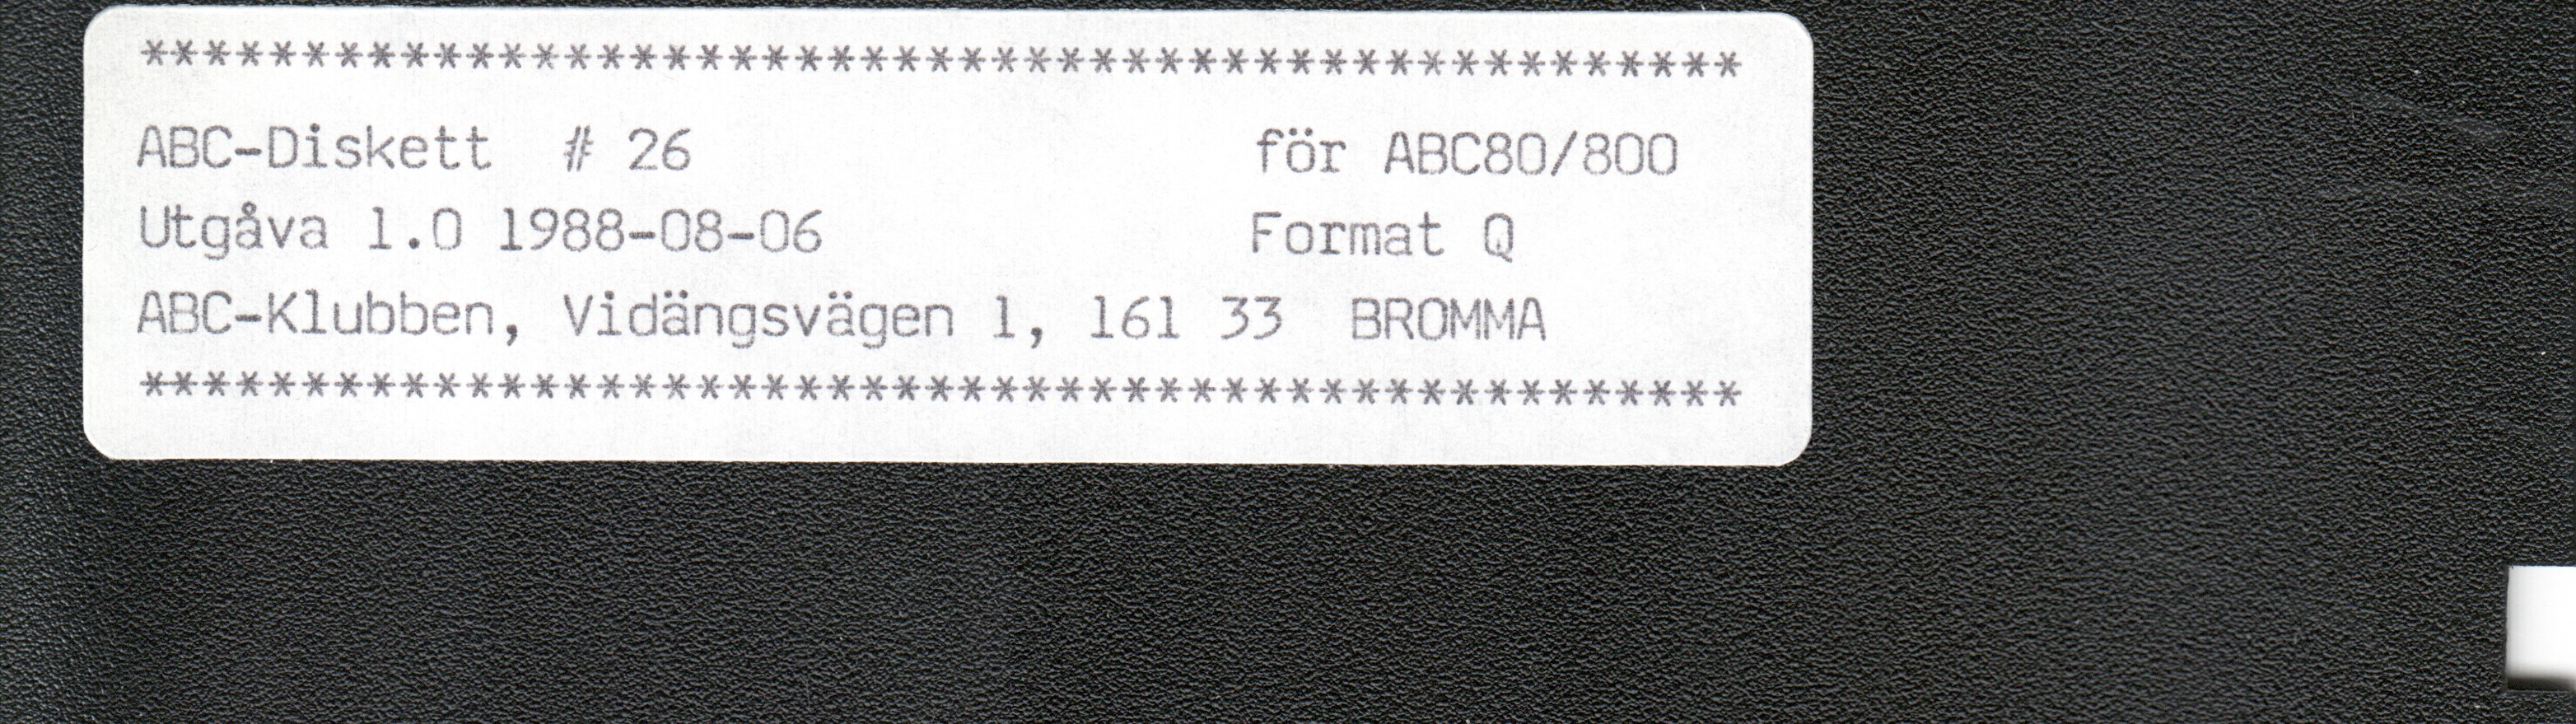 *************************************************
ABC-Diskett # 26 för ABC80/800
Utgåva 1.0 1988-08-06 Format Q
ABC-Klubben, Vidängsvägen 1, 161 33 BROMMA
*************************************************